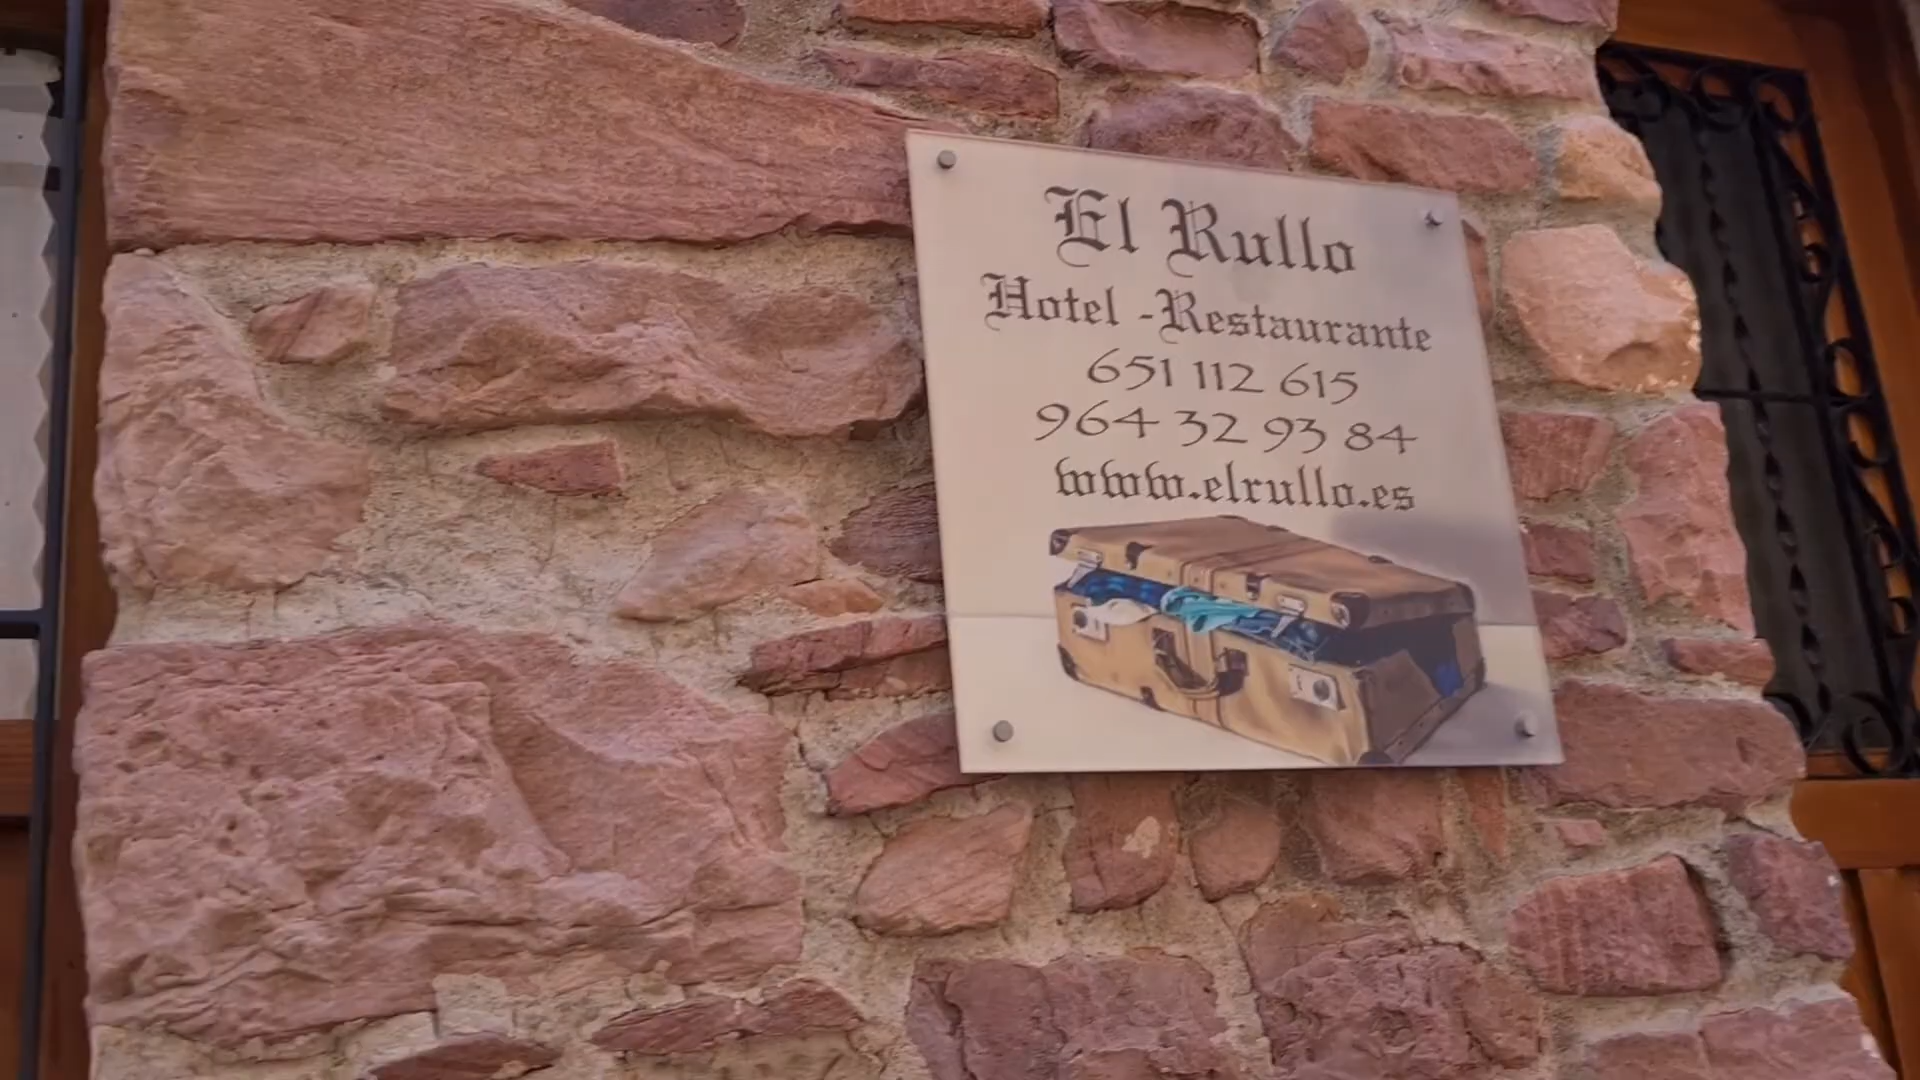 El Rullo
Hotel -Restaurante
651 112 615
964 32 93 84
www.elrullo.es